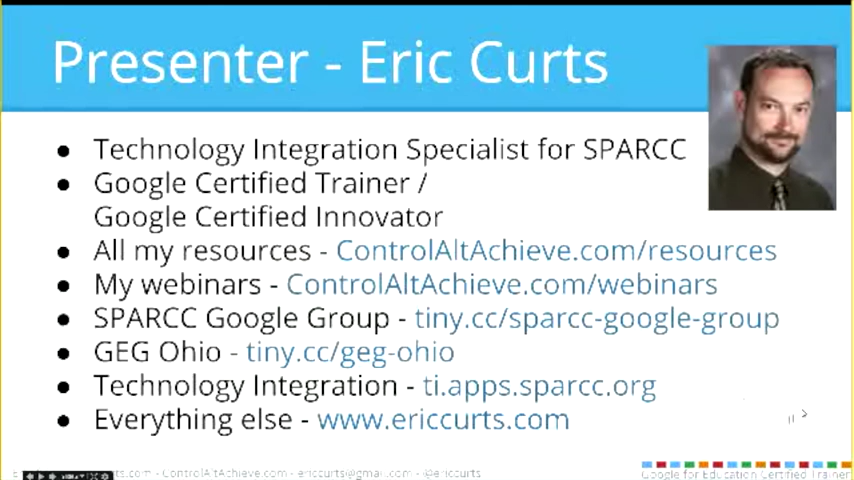 Presenter - Eric Curts
● Technology Integration Specialist for SPARCC
● Google Certified Trainer /
Google Certified Innovator
● All my resources - ControlAltAchieve.com/resources
● My webinars - ControlAltAchieve.com/webinars
● SPARCC Google Group - tiny.cc/sparcc-google-group
● GEG Ohio - tiny.cc/geg-ohio
● Technology Integration - ti.apps.sparcc.org
● Everything else - www.ericcurts.com
ts.com - ControlAltAchieve.com - ericcurts@gmail.com - @ericcurts
Google for Education Certified Trainer